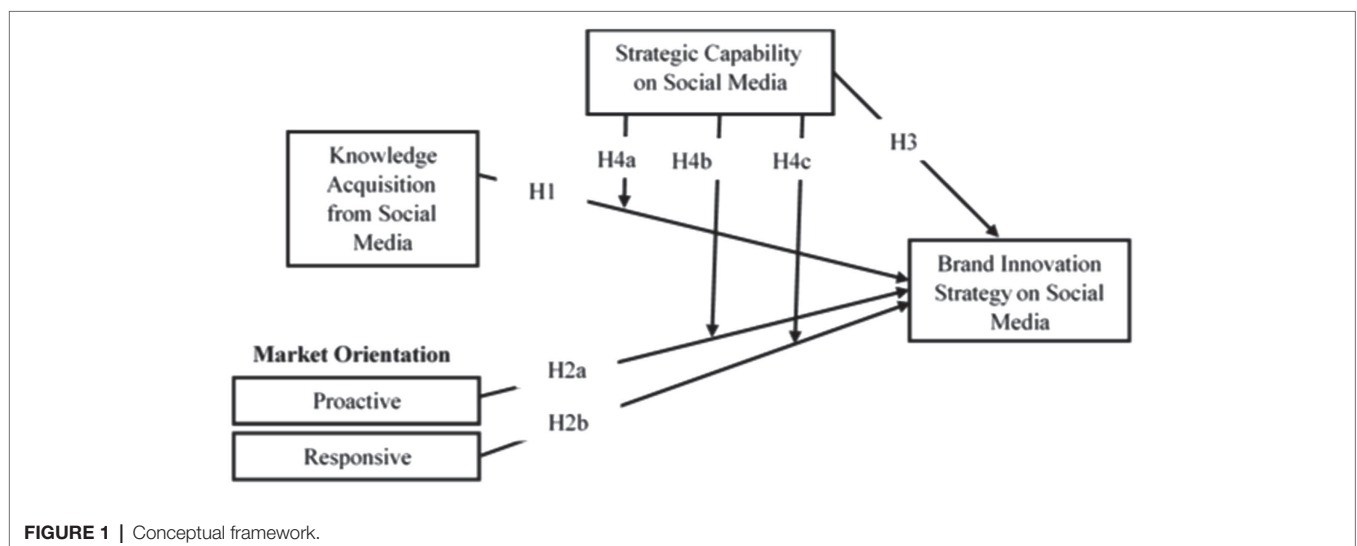 Strategic Capability
on Social Media
H3
Knowledge
Acquisition
from Social
Media
H4a
H4b
H4c
H1
Brand Innovation
Strategy on Social
Media
Market Orientation
Proactive
H2a
Responsive
H2b
FIGURE 1 | Conceptual framework.